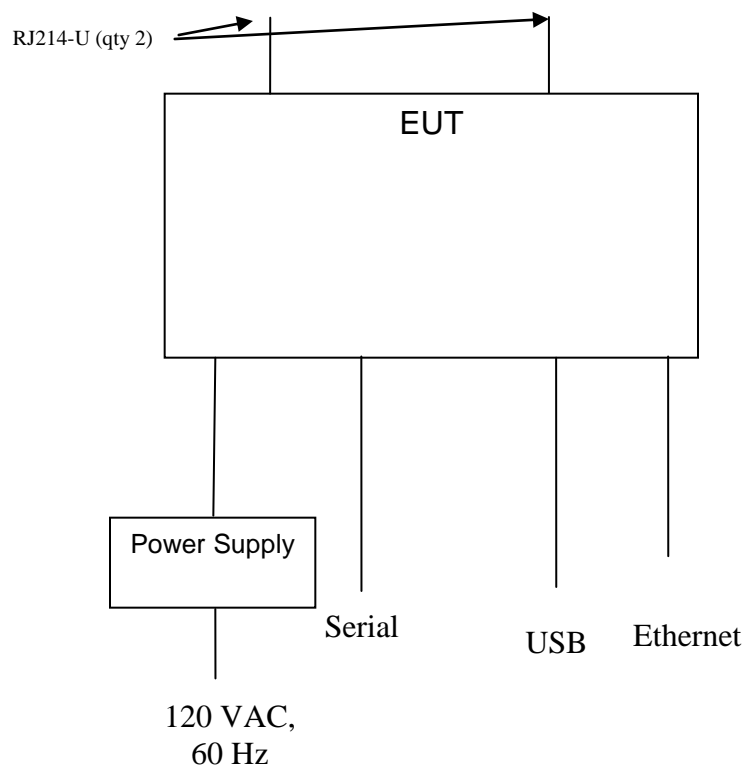 RJ214-U (qty 2)
EUT
Power Supply
Serial
USB
Ethernet
120 VAC,
60 Hz